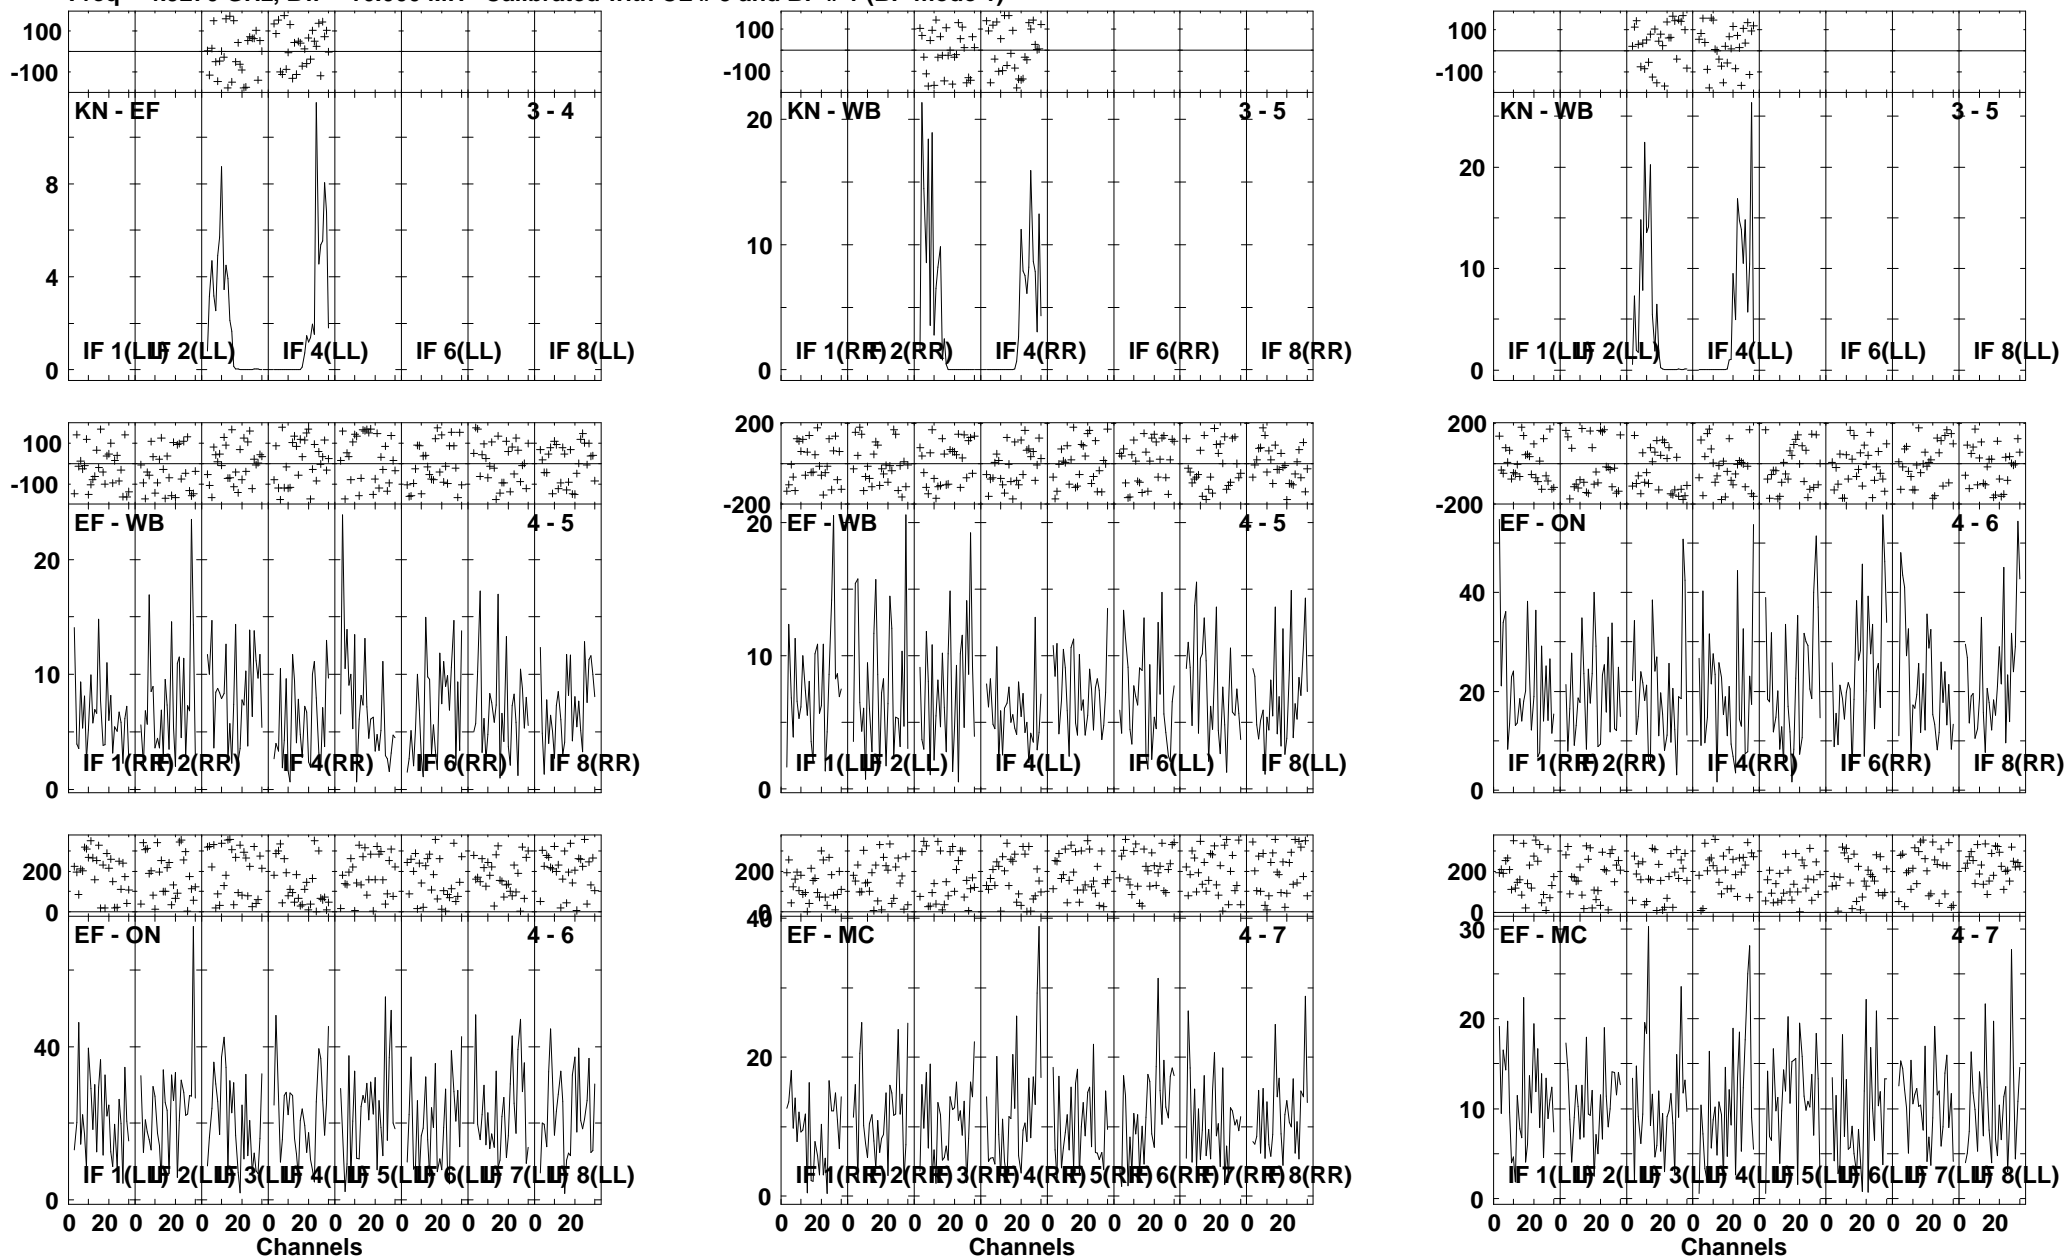 100 100 100
-100 -100 -100
KN - EF 3 - 4 KN - WB 3 - 5 KN - WB 3 - 5
20
8 20
4 10 10
IF 1(LL) IF 2(LL) IF 4(LL) IF 6(LL) IF 8(LL) IF 1(RR) IF 2(RR) IF 4(RR) IF 6(RR) IF 8(RR) IF 1(LL) IF 2(LL) IF 4(LL) IF 6(LL) IF 8(LL)
0 0 0
200 200
100
-100
-200 -200
EF - WB 4 - 5 EF - WB 4 - 5 EF - ON 4 - 6
20 20 40
10 10 20
IF 1(RR) IF 2(RR) IF 4(RR) IF 6(RR) IF 8(RR) IF 1(LL) IF 2(LL) IF 4(LL) IF 6(LL) IF 8(LL) IF 1(RR) IF 2(RR) IF 4(RR) IF 6(RR) IF 8(RR)
0 0 0
200 200 200
0 0 0
40
EF - ON 4 - 6 EF - MC 4 - 7 EF - MC 4 - 7
30
40 20 20
10
IF 1(LL) IF 2(LL) IF 3(LL) IF 4(LL) IF 5(LL) IF 6(LL) IF 7(LL) IF 8(LL) IF 1(RR) IF 2(RR) IF 3(RR) IF 4(RR) IF 5(RR) IF 6(RR) IF 7(RR) IF 8(RR) IF 1(LL) IF 2(LL) IF 3(LL) IF 4(LL) IF 5(LL) IF 6(LL) IF 7(LL) IF 8(LL)
0 0 0
0 20 0 20 0 20 0 20 0 20 0 20 0 20 0 20 0 20 0 20 0 20 0 20 0 20 0 20 0 20 0 20 0 20 0 20 0 20 0 20 0 20 0 20 0 20 0 20
Channels Channels